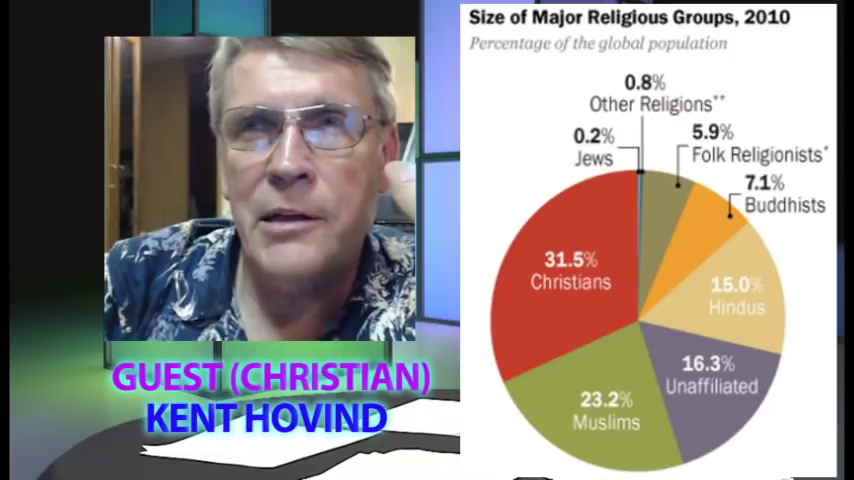 GUEST (CHRISTIAN)
KENT HOVIND
Size of Major Religious Groups, 2010
Percentage of the global population
0.8%
Other Religions**
0.2%
Jews
5.9%
Folk Religionists*
7.1%
Buddhists
31.5%
Christians
15.0%
Hindus
16.3%
Unaffiliated
23.2%
Muslims